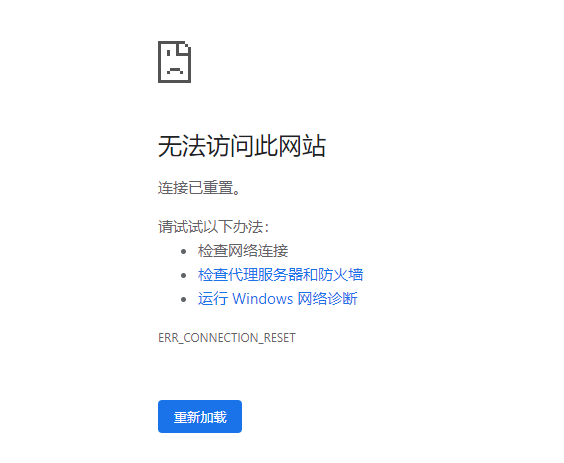 无法访问此网站
连接已重置。
请试试以下办法：
检查网络连接
检查代理服务器和防火墙
运行 Windows 网络诊断
ERR_CONNECTION_RESET
重新加载